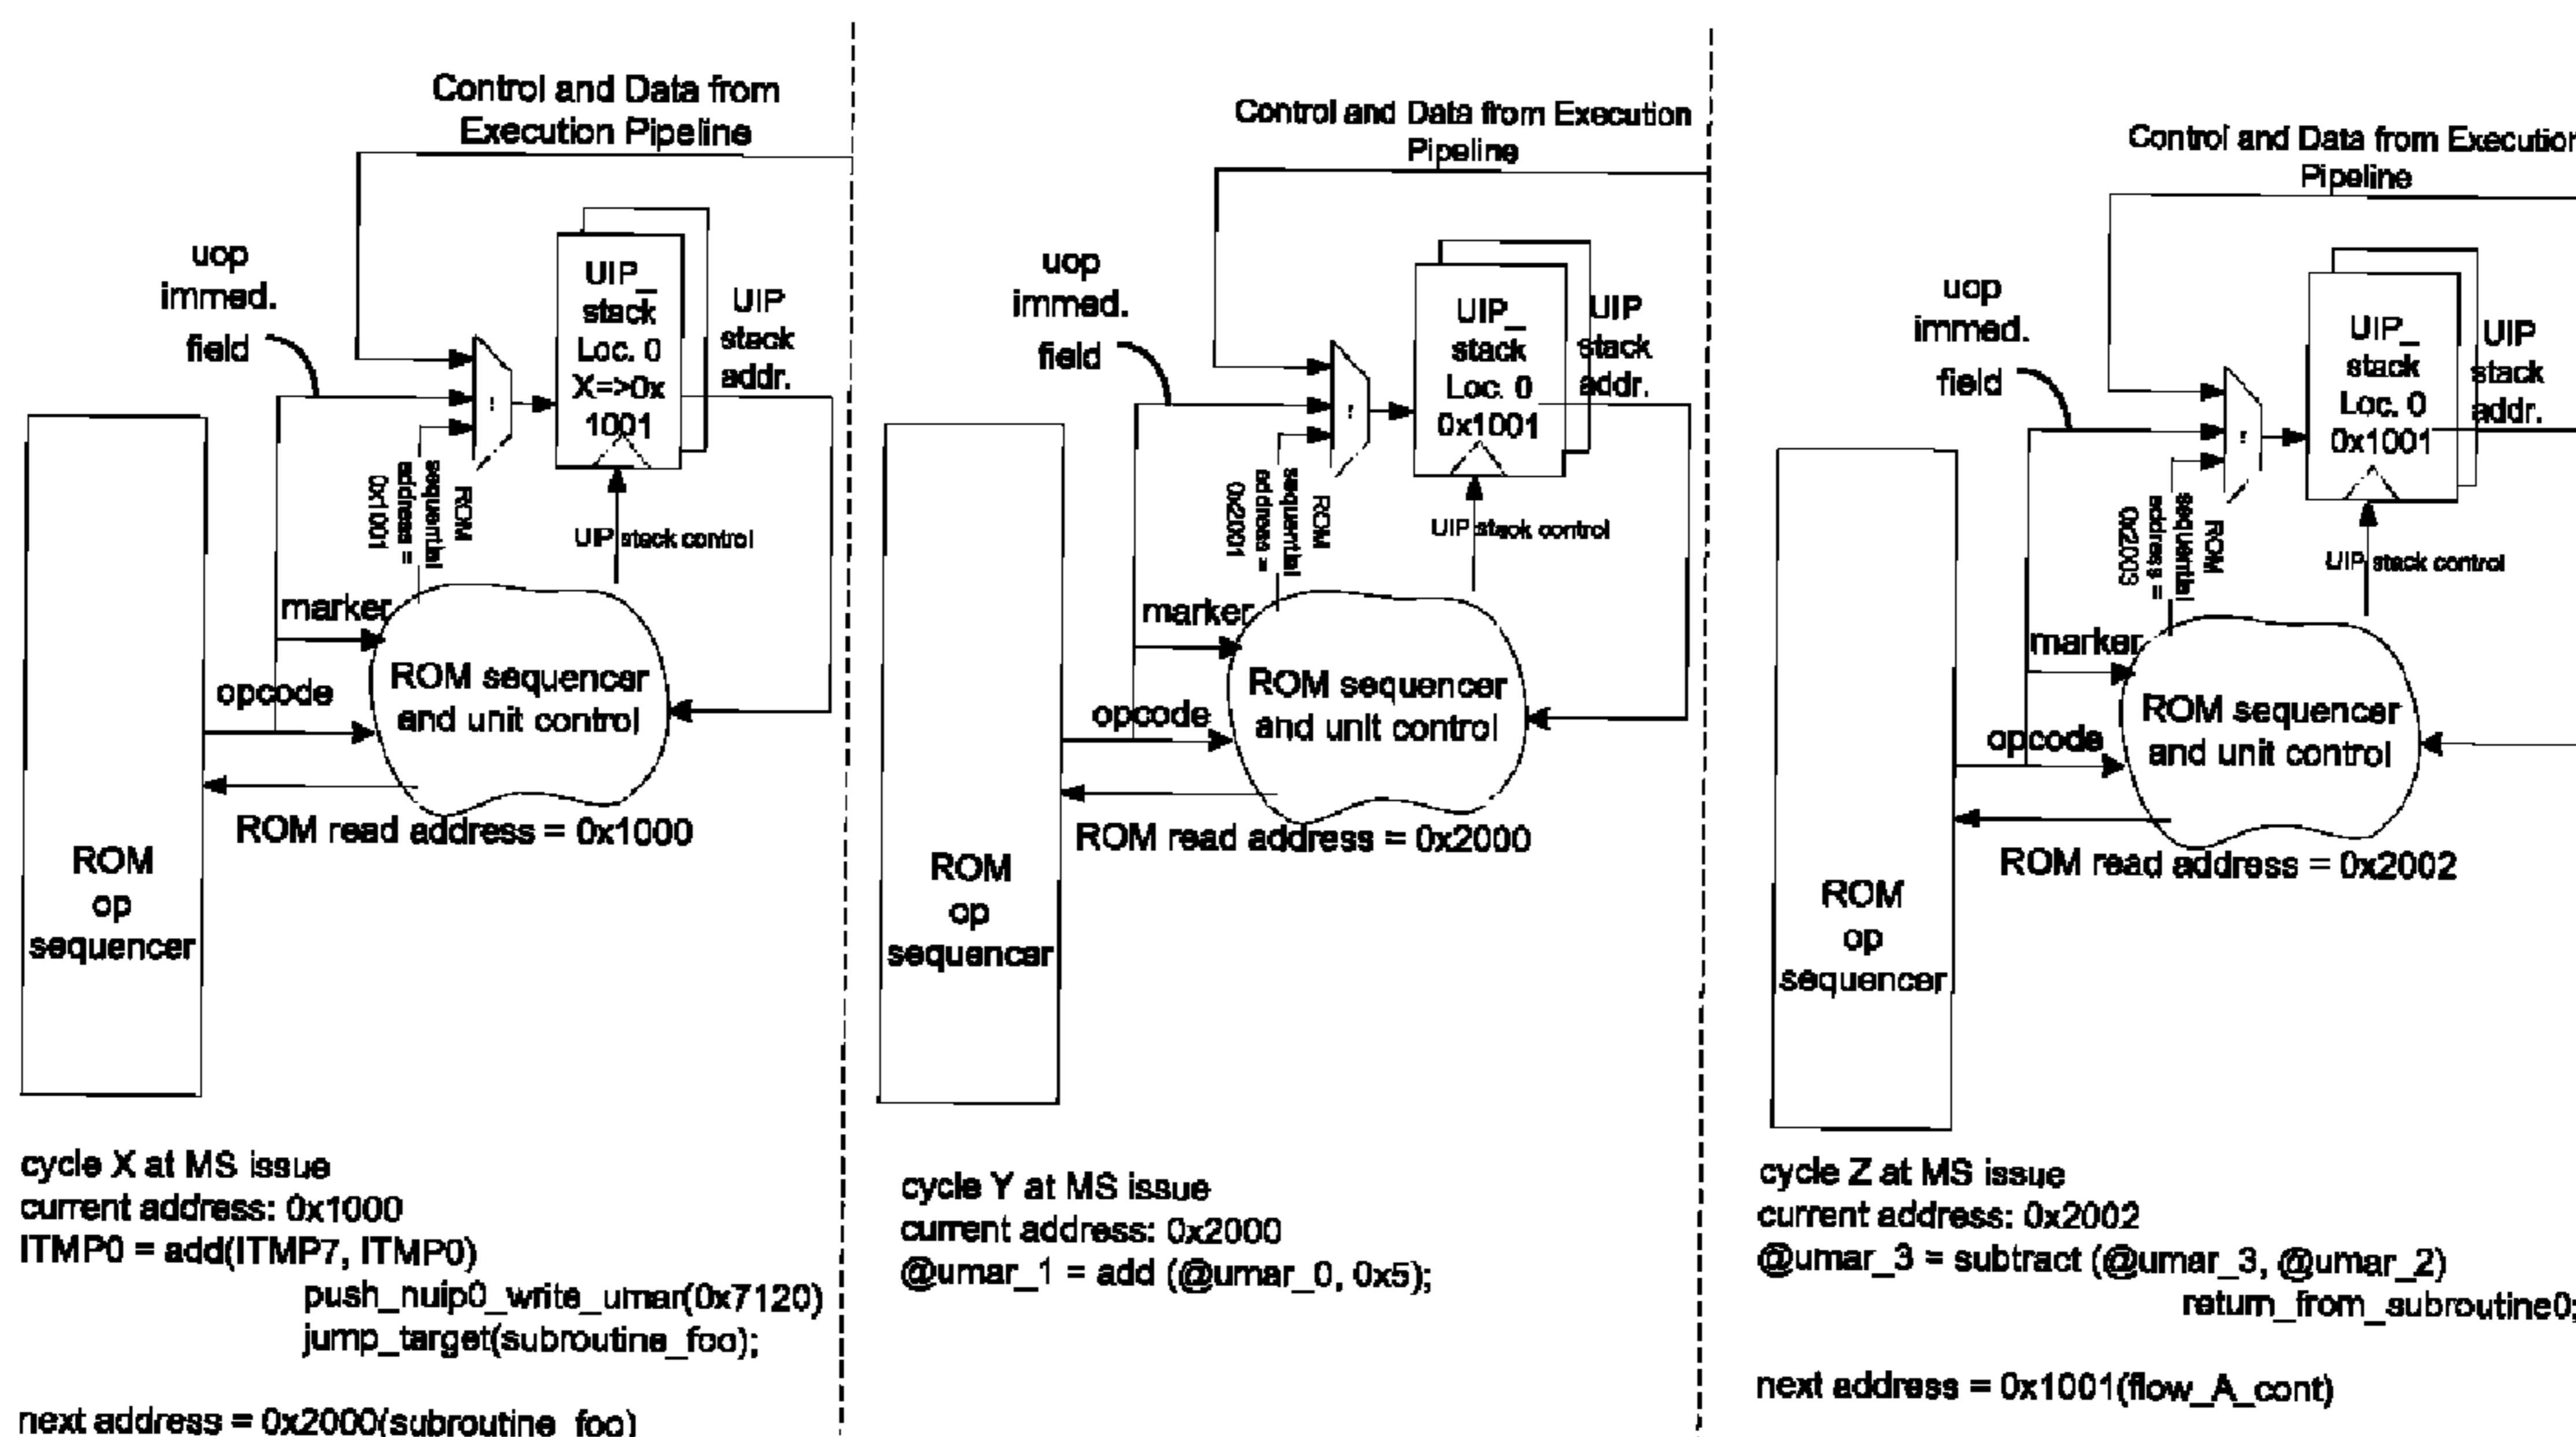 Control and Data from
Execution Pipeline
uop
immed.
field
UIP_
stack
Loc. 0
X=>0x
1001
UIP
stack
addr.
ROM
sequential
address =
0x1001
UIP stack control
marker
opcode
ROM sequencer
and unit control
ROM read address = 0x1000
ROM
op
sequencer
cycle X at MS issue
current address: 0x1000
ITMP0 = add(ITMP7, ITMP0)
push_nuip0_write_umar(0x7120)
jump_target(subroutine_foo);
next address = 0x2000(subroutine_foo)
Control and Data from Execution
Pipeline
uop
immed.
field
UIP_
stack
Loc. 0
0x1001
UIP
stack
addr.
ROM
sequential
address =
0x2001
UIP stack control
marker
opcode
ROM sequencer
and unit control
ROM read address = 0x2000
ROM
op
sequencer
cycle Y at MS issue
current address: 0x2000
@umar_1 = add (@umar_0, 0x5);
Control and Data from Execution
Pipeline
uop
immed.
field
UIP_
stack
Loc. 0
0x1001
UIP
stack
addr.
ROM
sequential
address =
0x2003
UIP stack control
marker
opcode
ROM sequencer
and unit control
ROM read address = 0x2002
ROM
op
sequencer
cycle Z at MS issue
current address: 0x2002
@umar_3 = subtract (@umar_3, @umar_2)
return_from_subroutine0;
next address = 0x1001(flow_A_cont)